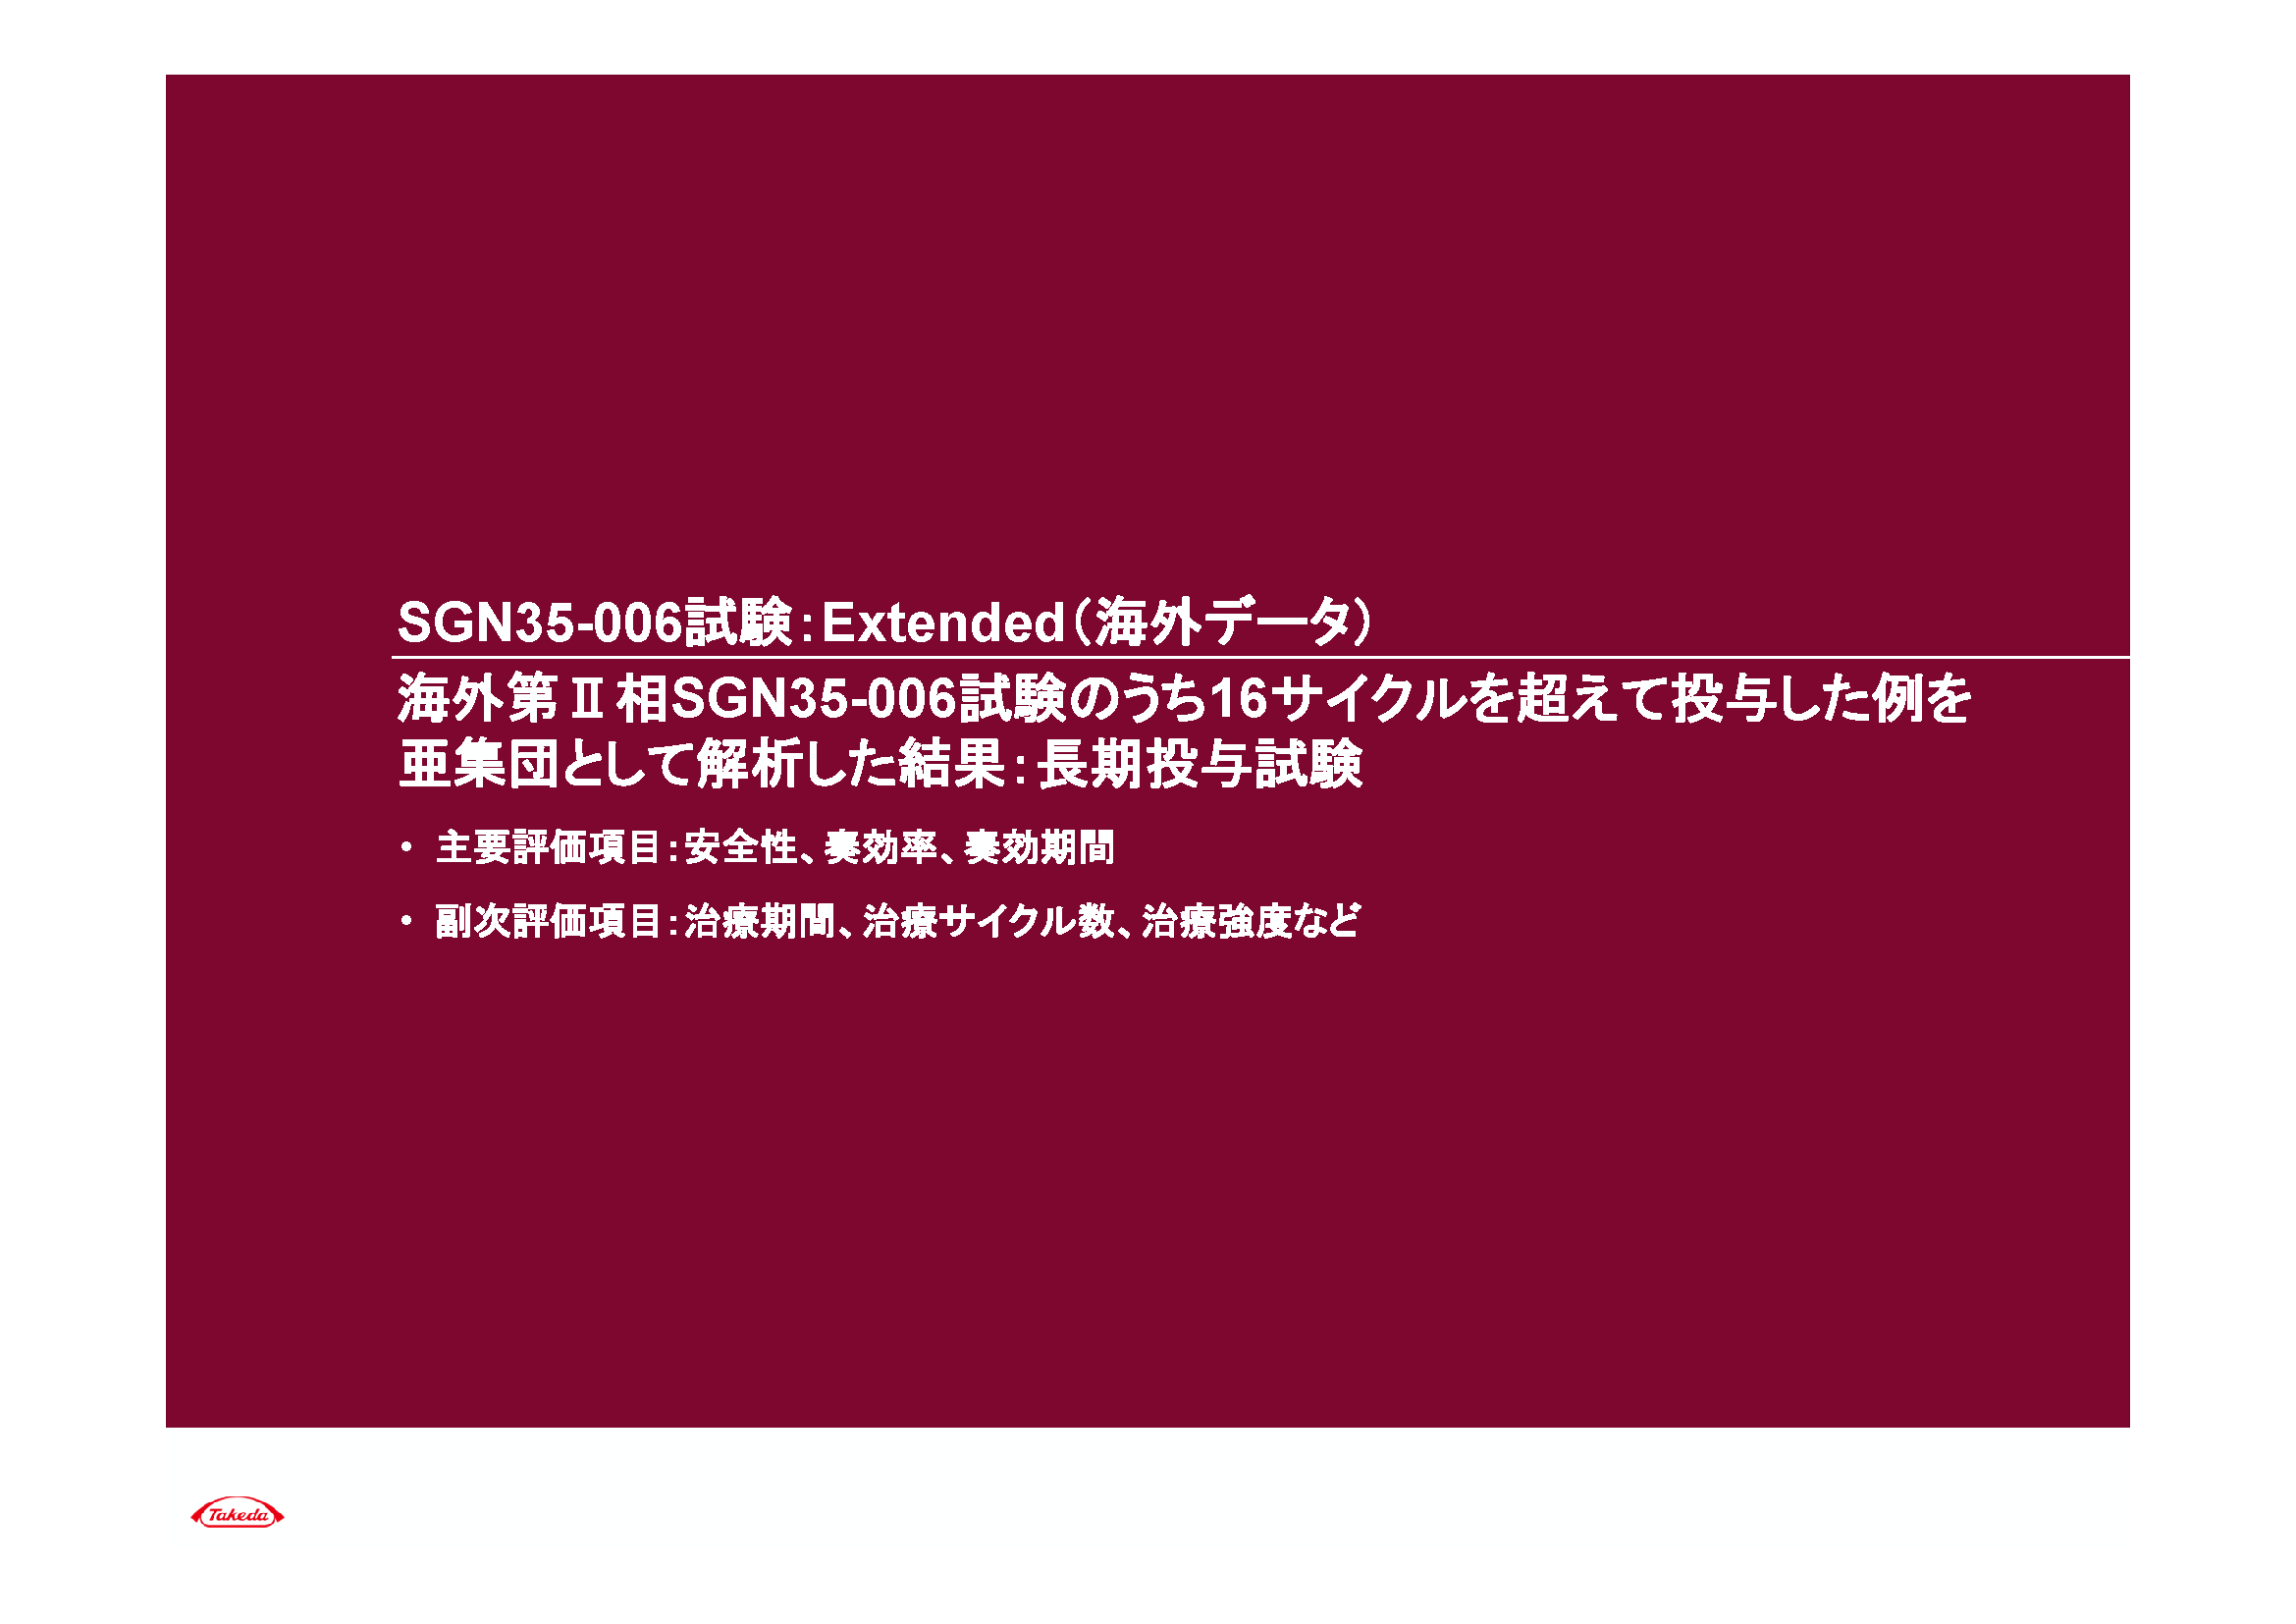 SGN35-006試験：Extended（海外データ）
海外第Ⅱ相SGN35-006試験のうち16サイクルを超えて投与した例を
亜集団として解析した結果：長期投与試験
• 主要評価項目：安全性、奏効率、奏効期間
• 副次評価項目：治療期間、治療サイクル数、治療強度など
Takeda